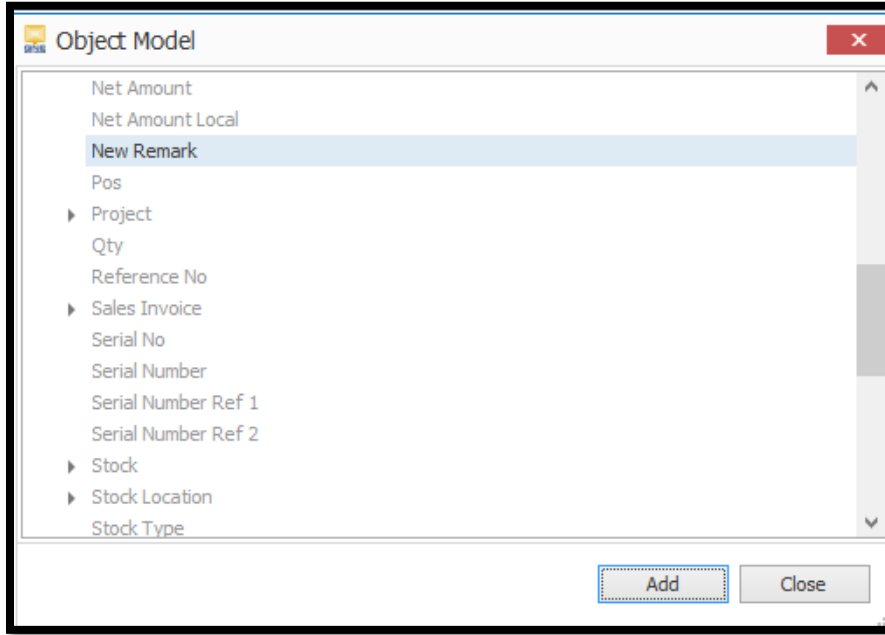 Object Model
Net Amount
Net Amount Local
New Remark
Pos
Project
Qty
Reference No
Sales Invoice
Serial No
Serial Number
Serial Number Ref 1
Serial Number Ref 2
Stock
Stock Location
Stock Type
Add Close